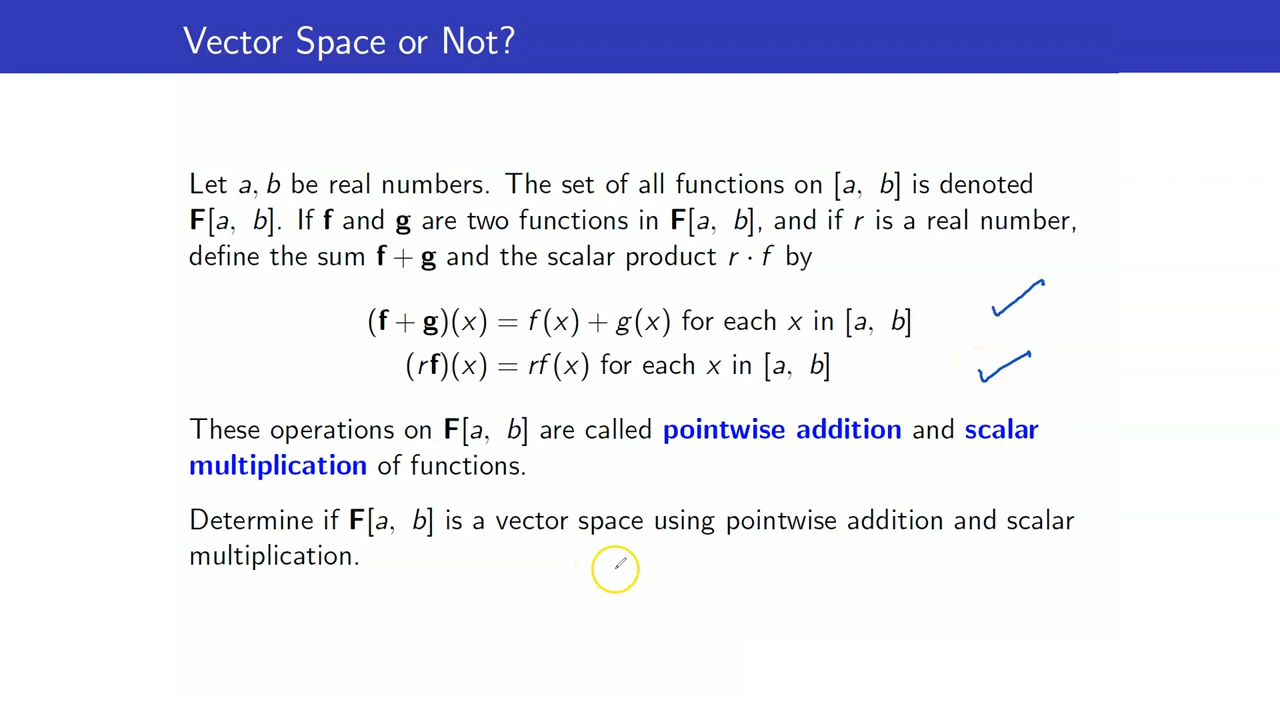 Vector Space or Not?
Let a, b be real numbers. The set of all functions on [a, b] is denoted
F[a, b]. If f and g are two functions in F[a, b], and if r is a real number,
define the sum f + g and the scalar product r · f by
(f + g)(x) = f(x) + g(x) for each x in [a, b]
(rf)(x) = rf(x) for each x in [a, b]
These operations on F[a, b] are called pointwise addition and scalar
multiplication of functions.
Determine if F[a, b] is a vector space using pointwise addition and scalar
multiplication.